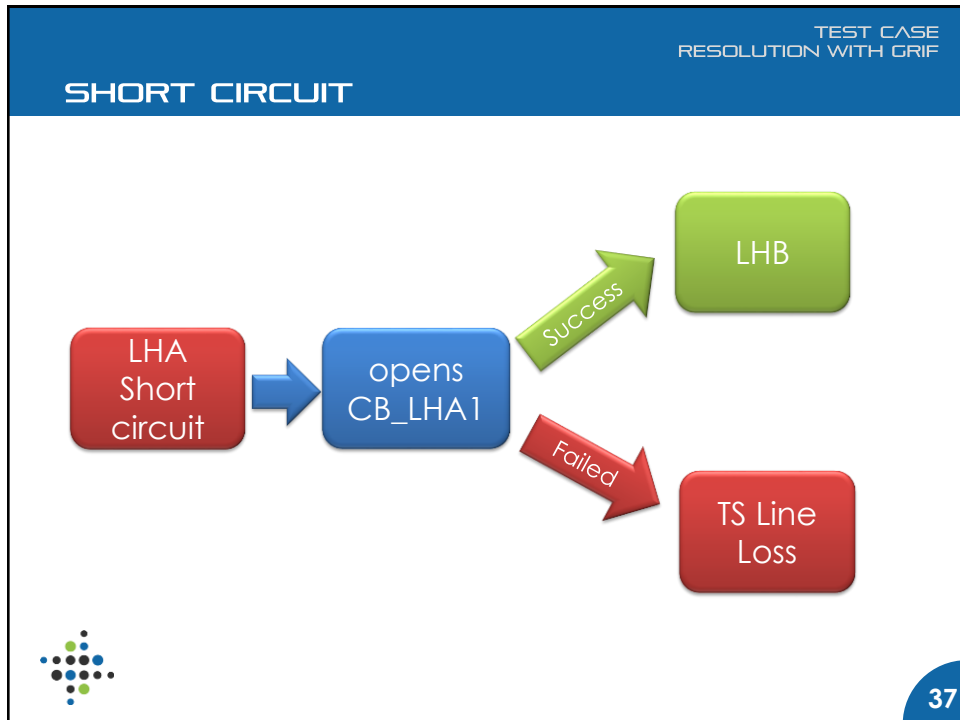 TEST CASE
RESOLUTION WITH GRIF
SHORT CIRCUIT
LHA
Short
circuit
opens
CB_LHA1
Success
LHB
Failed
TS Line
Loss
37